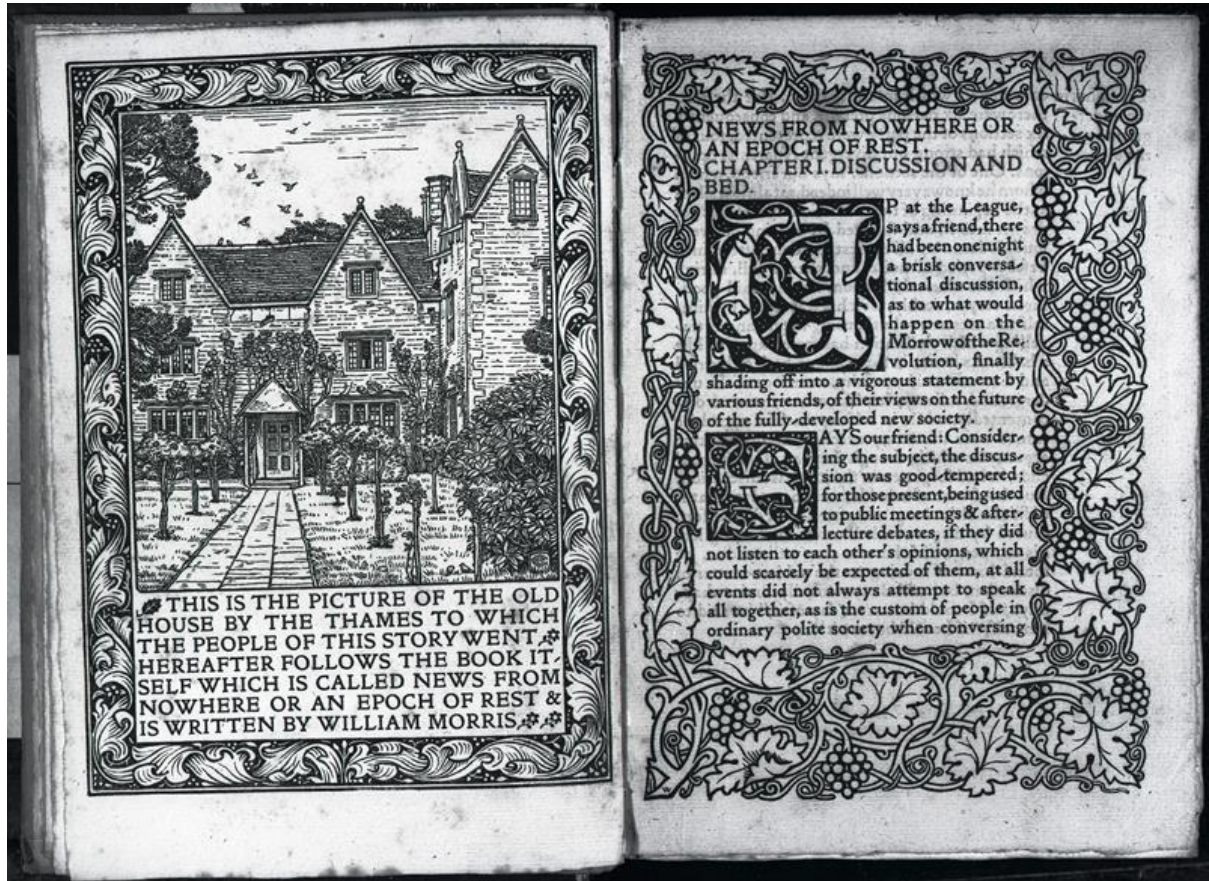 THIS IS THE PICTURE OF THE OLD
HOUSE BY THE THAMES TO WHICH
THE PEOPLE OF THIS STORY WENT
HEREAFTER FOLLOWS THE BOOK IT-
SELF WHICH IS CALLED NEWS FROM
NOWHERE OR AN EPOCH OF REST &
IS WRITTEN BY WILLIAM MORRIS
NEWS FROM NOWHERE OR
AN EPOCH OF REST.
CHAPTER I. DISCUSSION AND
BED.
UP at the League,
says a friend, there
had been one night
a brisk conversa-
tional discussion,
as to what would
happen on the
Morrow of the Re-
volution, finally
shading off into a vigorous statement by
various friends, of their views on the future
of the fully-developed new society.
SAYS our friend: Consider-
ing the subject, the discus-
sion was good-tempered;
for those present, being used
to public meetings & after-
lecture debates, if they did
not listen to each other's opinions, which
could scarcely be expected of them, at all
events did not always attempt to speak
all together, as is the custom of people in
ordinary polite society when conversing